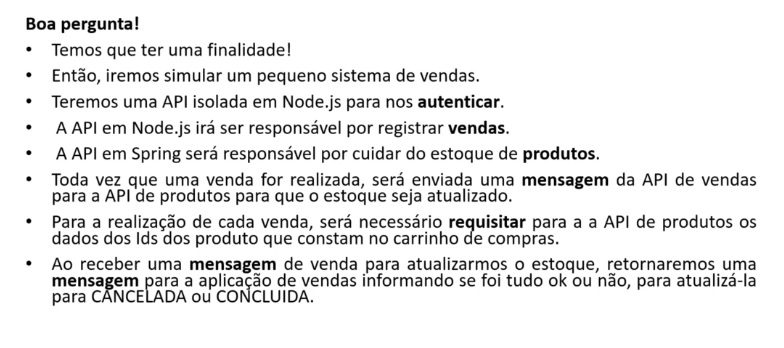 Boa pergunta!
• Temos que ter uma finalidade!
• Então, iremos simular um pequeno sistema de vendas.
• Teremos uma API isolada em Node.js para nos autenticar.
• A API em Node.js irá ser responsável por registrar vendas.
• A API em Spring será responsável por cuidar do estoque de produtos.
• Toda vez que uma venda for realizada, será enviada uma mensagem da API de vendas
para a API de produtos para que o estoque seja atualizado.
• Para a realização de cada venda, será necessário requisitar para a a API de produtos os
dados dos Ids dos produto que constam no carrinho de compras.
• Ao receber uma mensagem de venda para atualizarmos o estoque, retornaremos uma
mensagem para a aplicação de vendas informando se foi tudo ok ou não, para atualizá-la
para CANCELADA ou CONCLUIDA.